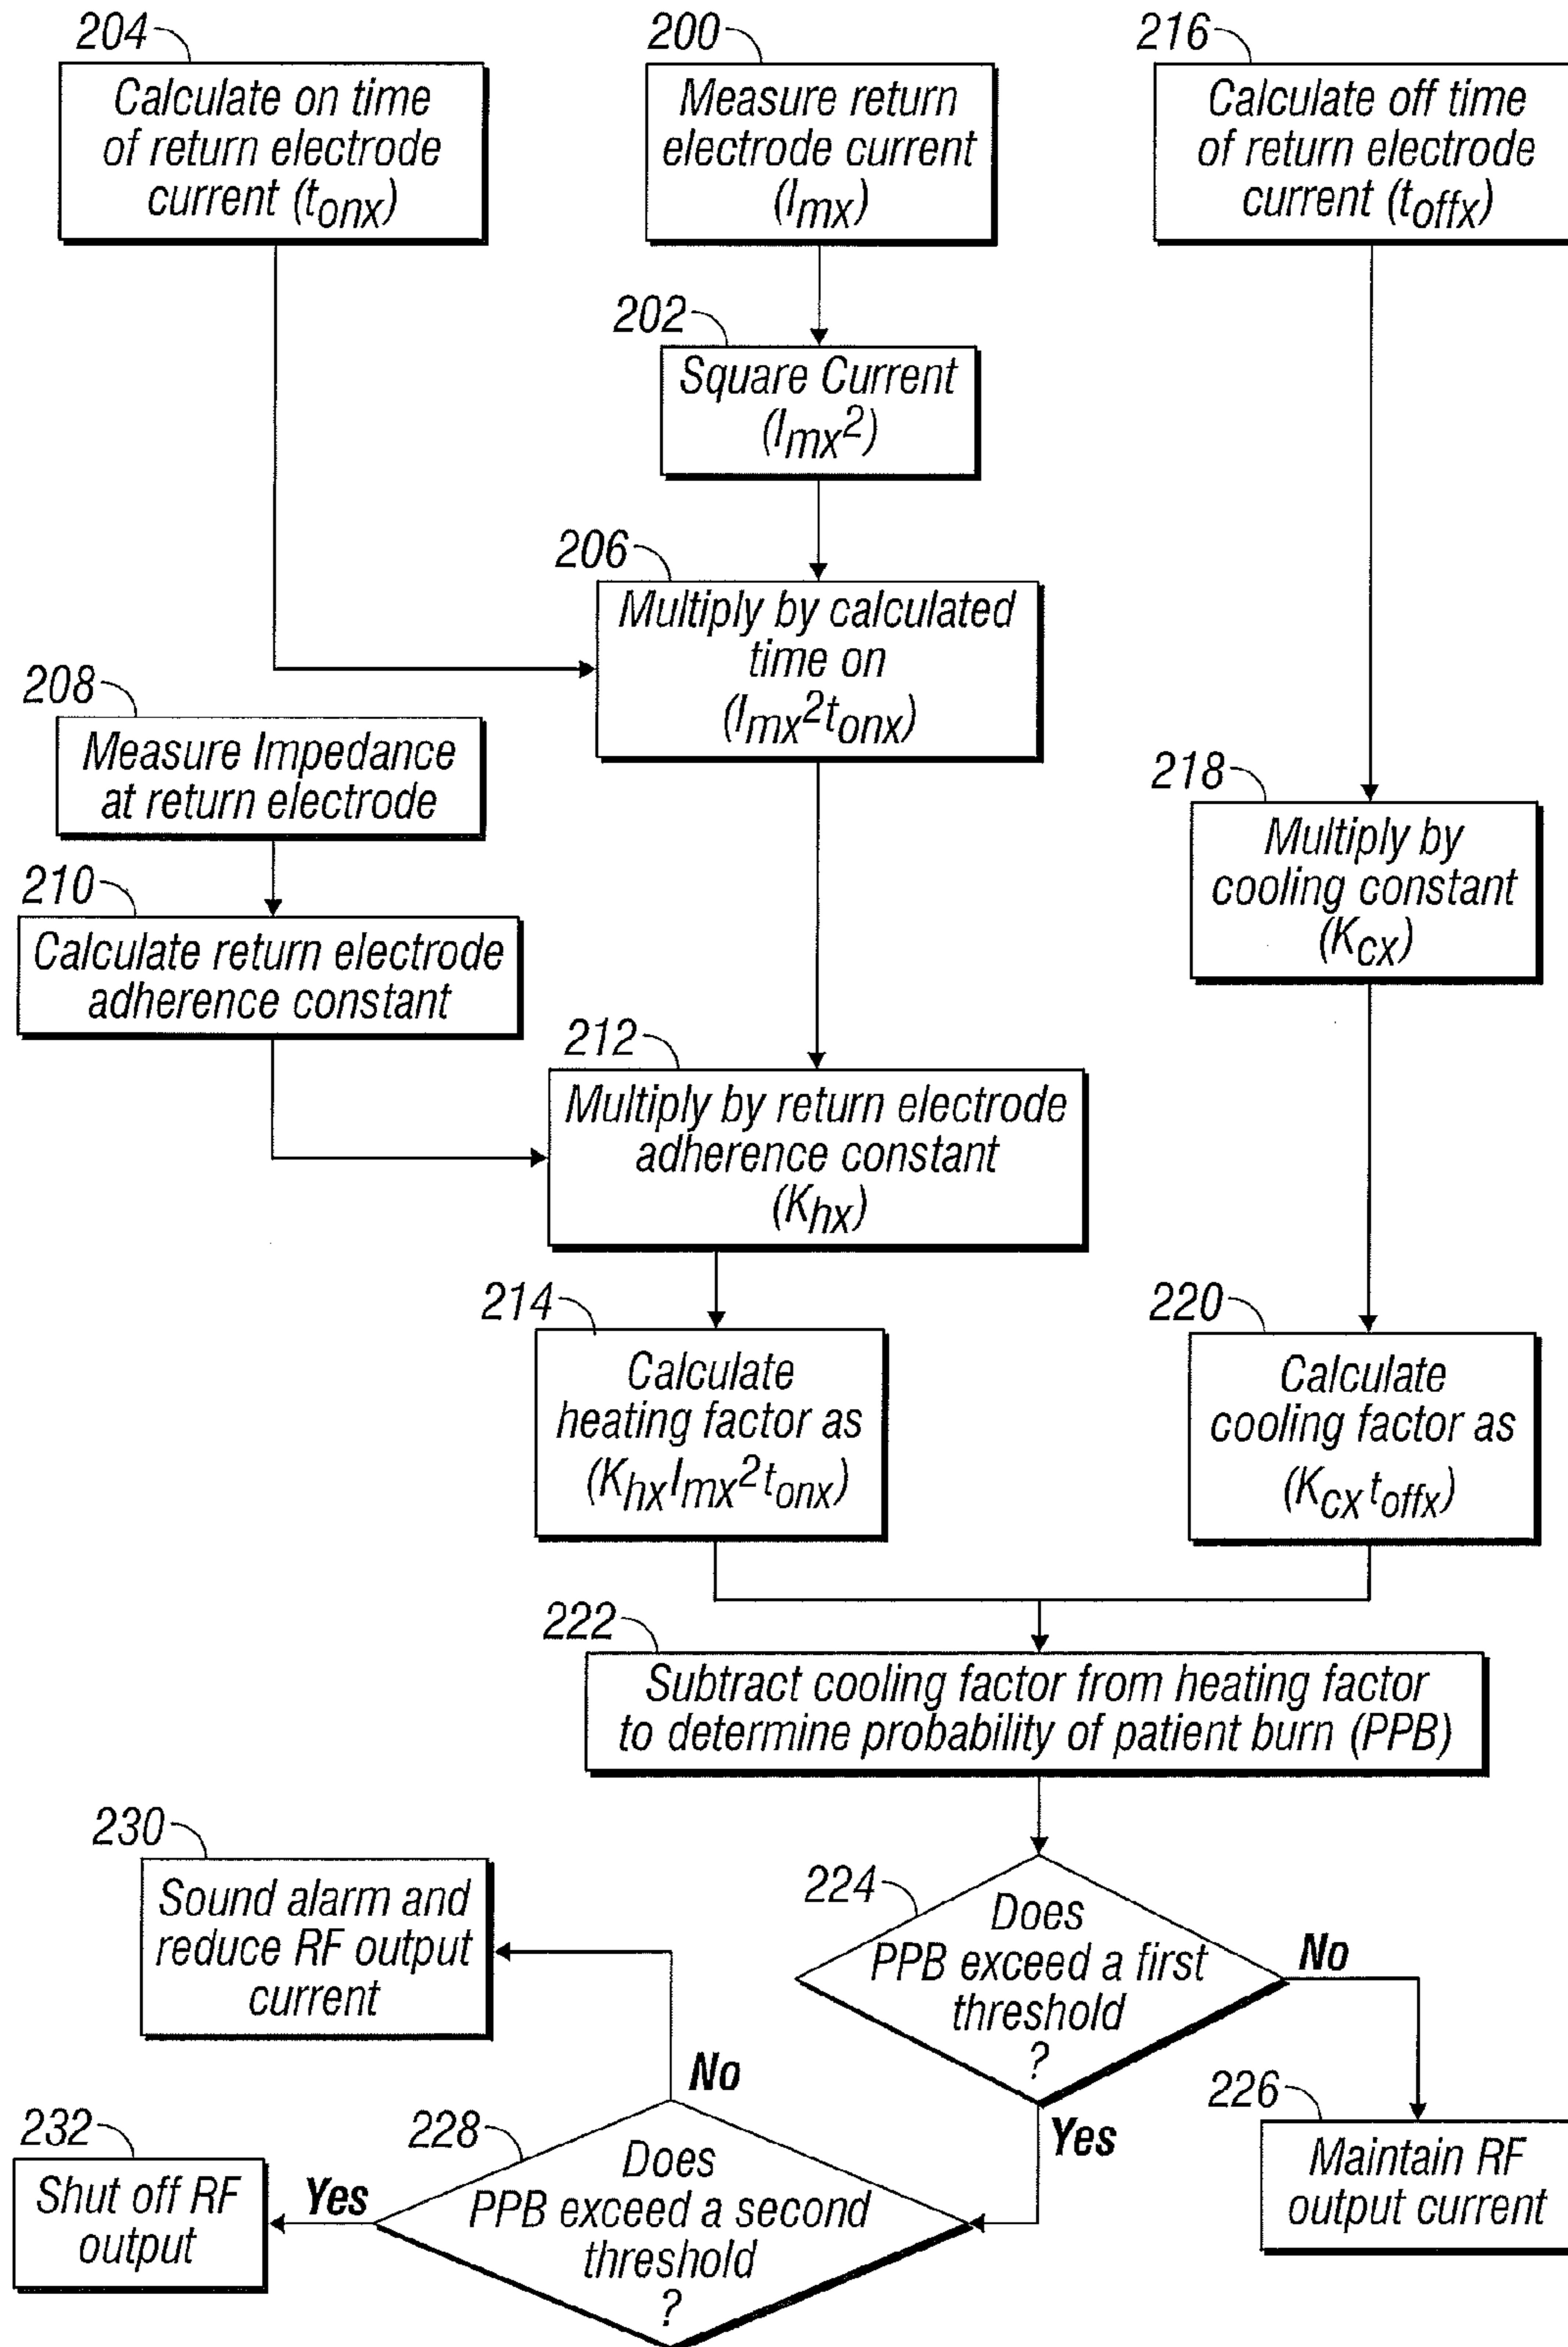 204
Calculate on time
of return electrode
current (tonx)
200
Measure return
electrode current
(Imx)
216
Calculate off time
of return electrode
current (toffx)
202
Square Current
(Imx²)
206
Multiply by calculated
time on
(Imx²tonx)
208
Measure Impedance
at return electrode
210
Calculate return electrode
adherence constant
218
Multiply by
cooling constant
(Kcx)
212
Multiply by return electrode
adherence constant
(Khx)
214
Calculate
heating factor as
(KhxImx²tonx)
220
Calculate
cooling factor as
(Kcxtoffx)
222
Subtract cooling factor from heating factor
to determine probability of patient burn (PPB)
224
Does
PPB exceed a first
threshold
?
No
Yes
226
Maintain RF
output current
228
Does
PPB exceed a second
threshold
?
No
Yes
230
Sound alarm and
reduce RF output
current
232
Shut off RF
output